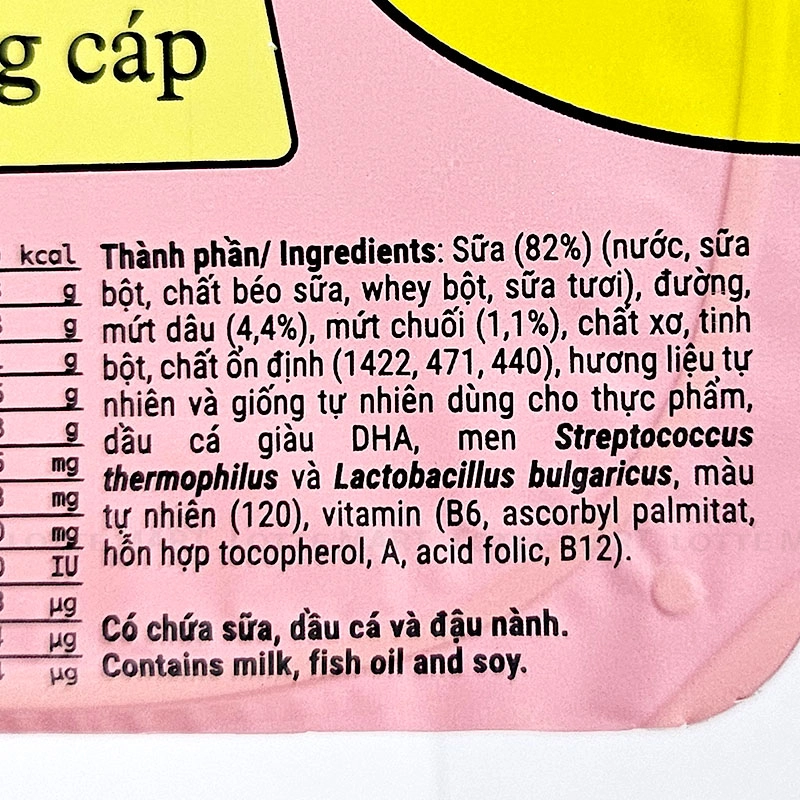 g cáp
kcal
g
g
g
g
g
mg
mg
mg
IU
µg
µg
µg
Thành phần/ Ingredients: Sữa (82%) (nước, sữa
bột, chất béo sữa, whey bột, sữa tươi), đường,
mứt dâu (4,4%), mứt chuối (1,1%), chất xơ, tinh
bột, chất ổn định (1422, 471, 440), hương liệu tự
nhiên và giống tự nhiên dùng cho thực phẩm,
dầu cá giàu DHA, men Streptococcus
thermophilus và Lactobacillus bulgaricus, màu
tự nhiên (120), vitamin (B6, ascorbyl palmitat,
hỗn hợp tocopherol, A, acid folic, B12).
Có chứa sữa, dầu cá và đậu nành.
Contains milk, fish oil and soy.